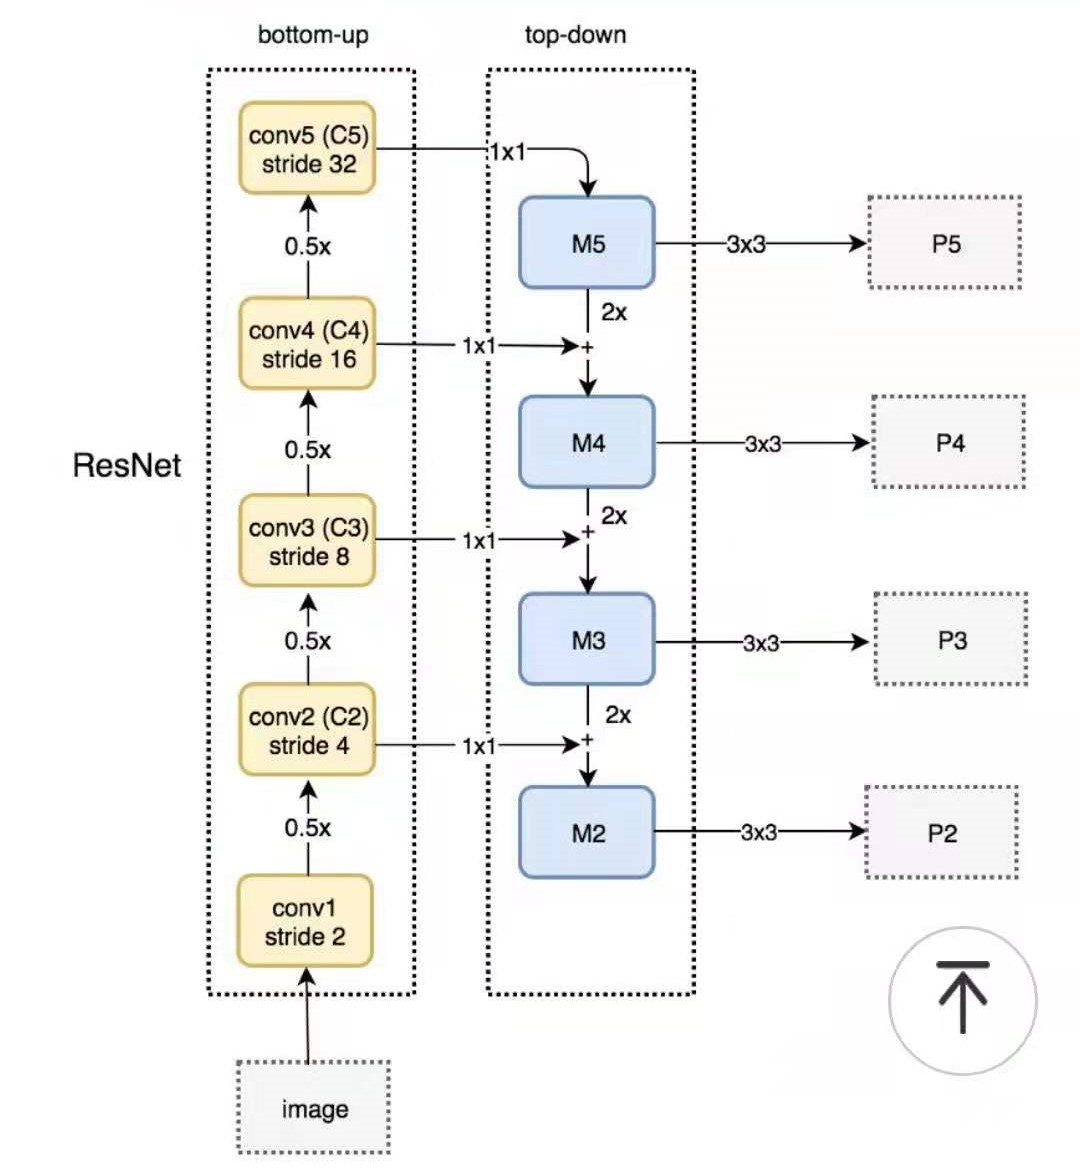 bottom-up
top-down
conv5 (C5)
stride 32
1x1
M5
3x3
P5
0.5x
2x
conv4 (C4)
stride 16
1x1
+
M4
3x3
P4
0.5x
ResNet
2x
conv3 (C3)
stride 8
1x1
+
M3
3x3
P3
0.5x
2x
conv2 (C2)
stride 4
1x1
+
M2
3x3
P2
0.5x
conv1
stride 2
image